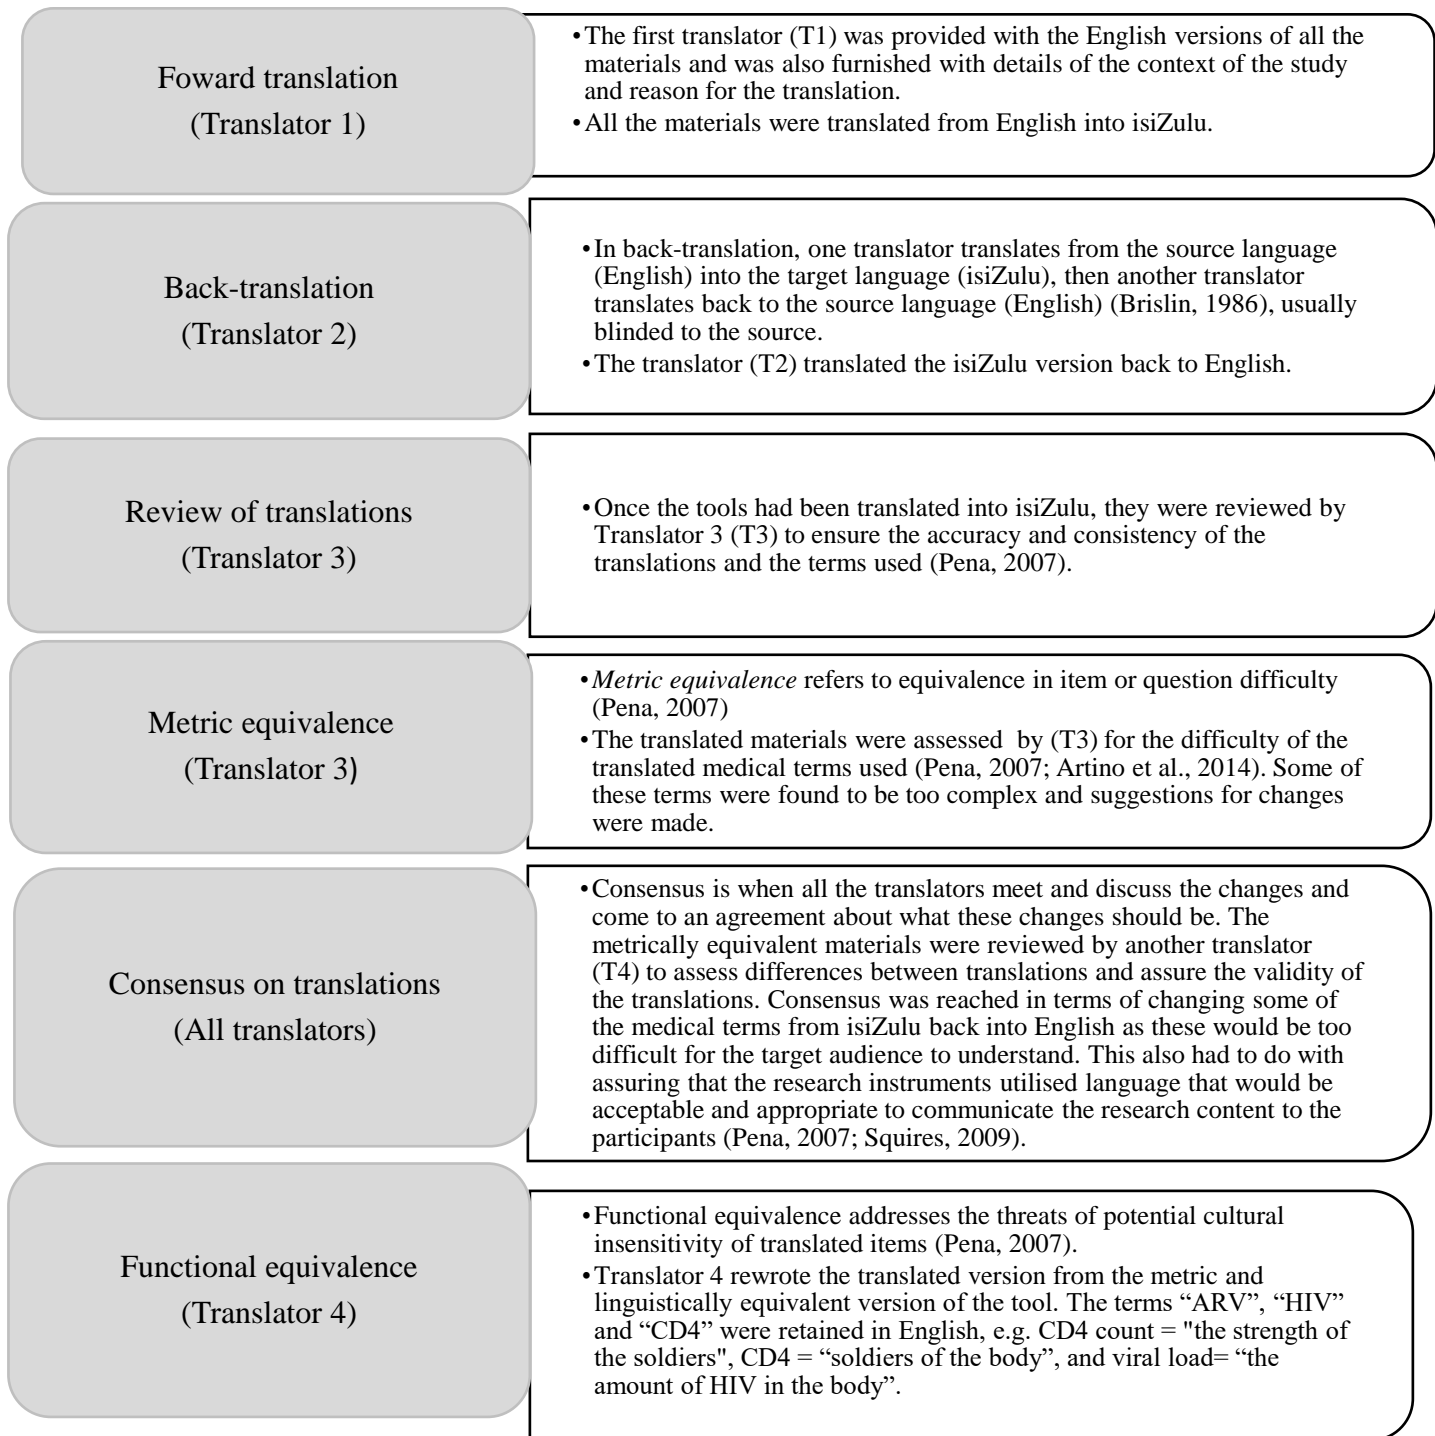 Foward translation
(Translator 1)
•The first translator (T1) was provided with the English versions of all the
materials and was also furnished with details of the context of the study
and reason for the translation.
•All the materials were translated from English into isiZulu.
Back-translation
(Translator 2)
•In back-translation, one translator translates from the source language
(English) into the target language (isiZulu), then another translator
translates back to the source language (English) (Brislin, 1986), usually
blinded to the source.
•The translator (T2) translated the isiZulu version back to English.
Review of translations
(Translator 3)
•Once the tools had been translated into isiZulu, they were reviewed by
Translator 3 (T3) to ensure the accuracy and consistency of the
translations and the terms used (Pena, 2007).
Metric equivalence
(Translator 3)
•Metric equivalence refers to equivalence in item or question difficulty
(Pena, 2007)
•The translated materials were assessed by (T3) for the difficulty of the
translated medical terms used (Pena, 2007; Artino et al., 2014). Some of
these terms were found to be too complex and suggestions for changes
were made.
Consensus on translations
(All translators)
•Consensus is when all the translators meet and discuss the changes and
come to an agreement about what these changes should be. The
metrically equivalent materials were reviewed by another translator
(T4) to assess differences between translations and assure the validity of
the translations. Consensus was reached in terms of changing some of
the medical terms from isiZulu back into English as these would be too
difficult for the target audience to understand. This also had to do with
assuring that the research instruments utilised language that would be
acceptable and appropriate to communicate the research content to the
participants (Pena, 2007; Squires, 2009).
Functional equivalence
(Translator 4)
•Functional equivalence addresses the threats of potential cultural
insensitivity of translated items (Pena, 2007).
•Translator 4 rewrote the translated version from the metric and
linguistically equivalent version of the tool. The terms “ARV”, “HIV”
and “CD4” were retained in English, e.g. CD4 count = "the strength of
the soldiers", CD4 = “soldiers of the body”, and viral load= “the
amount of HIV in the body”.